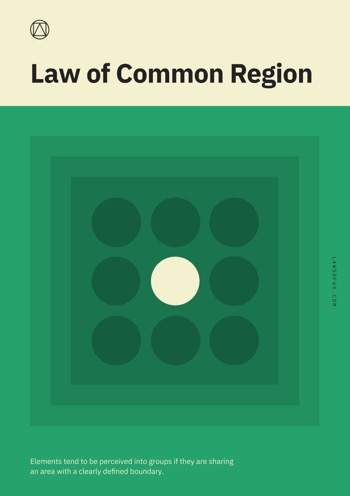 Law of Common Region
LAWSOFUX.COM
Elements tend to be perceived into groups if they are sharing
an area with a clearly defined boundary.